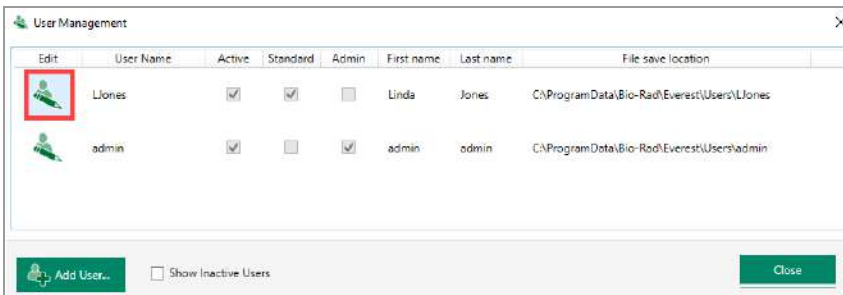 User Management
Edit User Name Active Standard Admin First name Last name File save location
LJones Linda Jones C:\ProgramData\Bio-Rad\Everest\Users\LJones
admin admin admin C:\ProgramData\Bio-Rad\Everest\Users\admin
Add User... Show Inactive Users Close